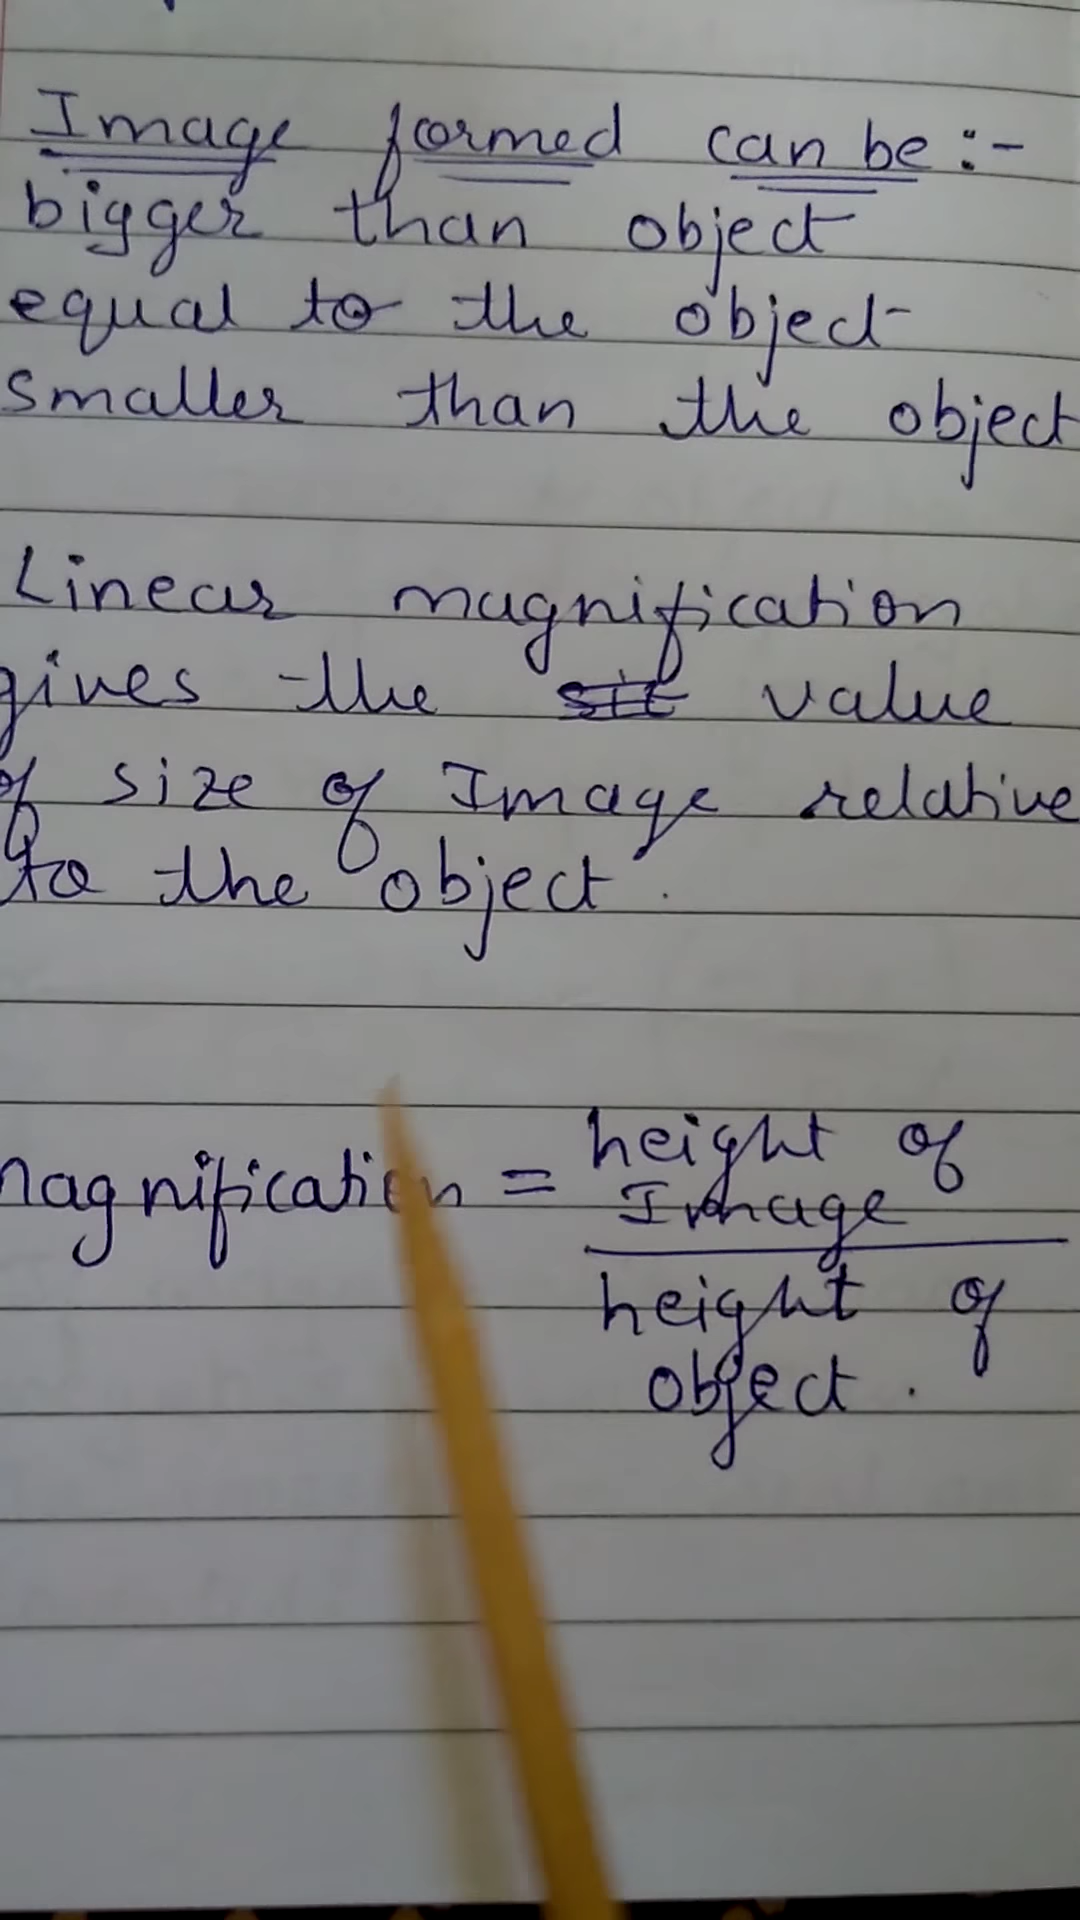 Image formed can be :-
bigger than object
equal to the object
smaller than the object
Linear magnification
gives the value
of size of Image relative
to the object.
magnification = height of
Image
height of
object.